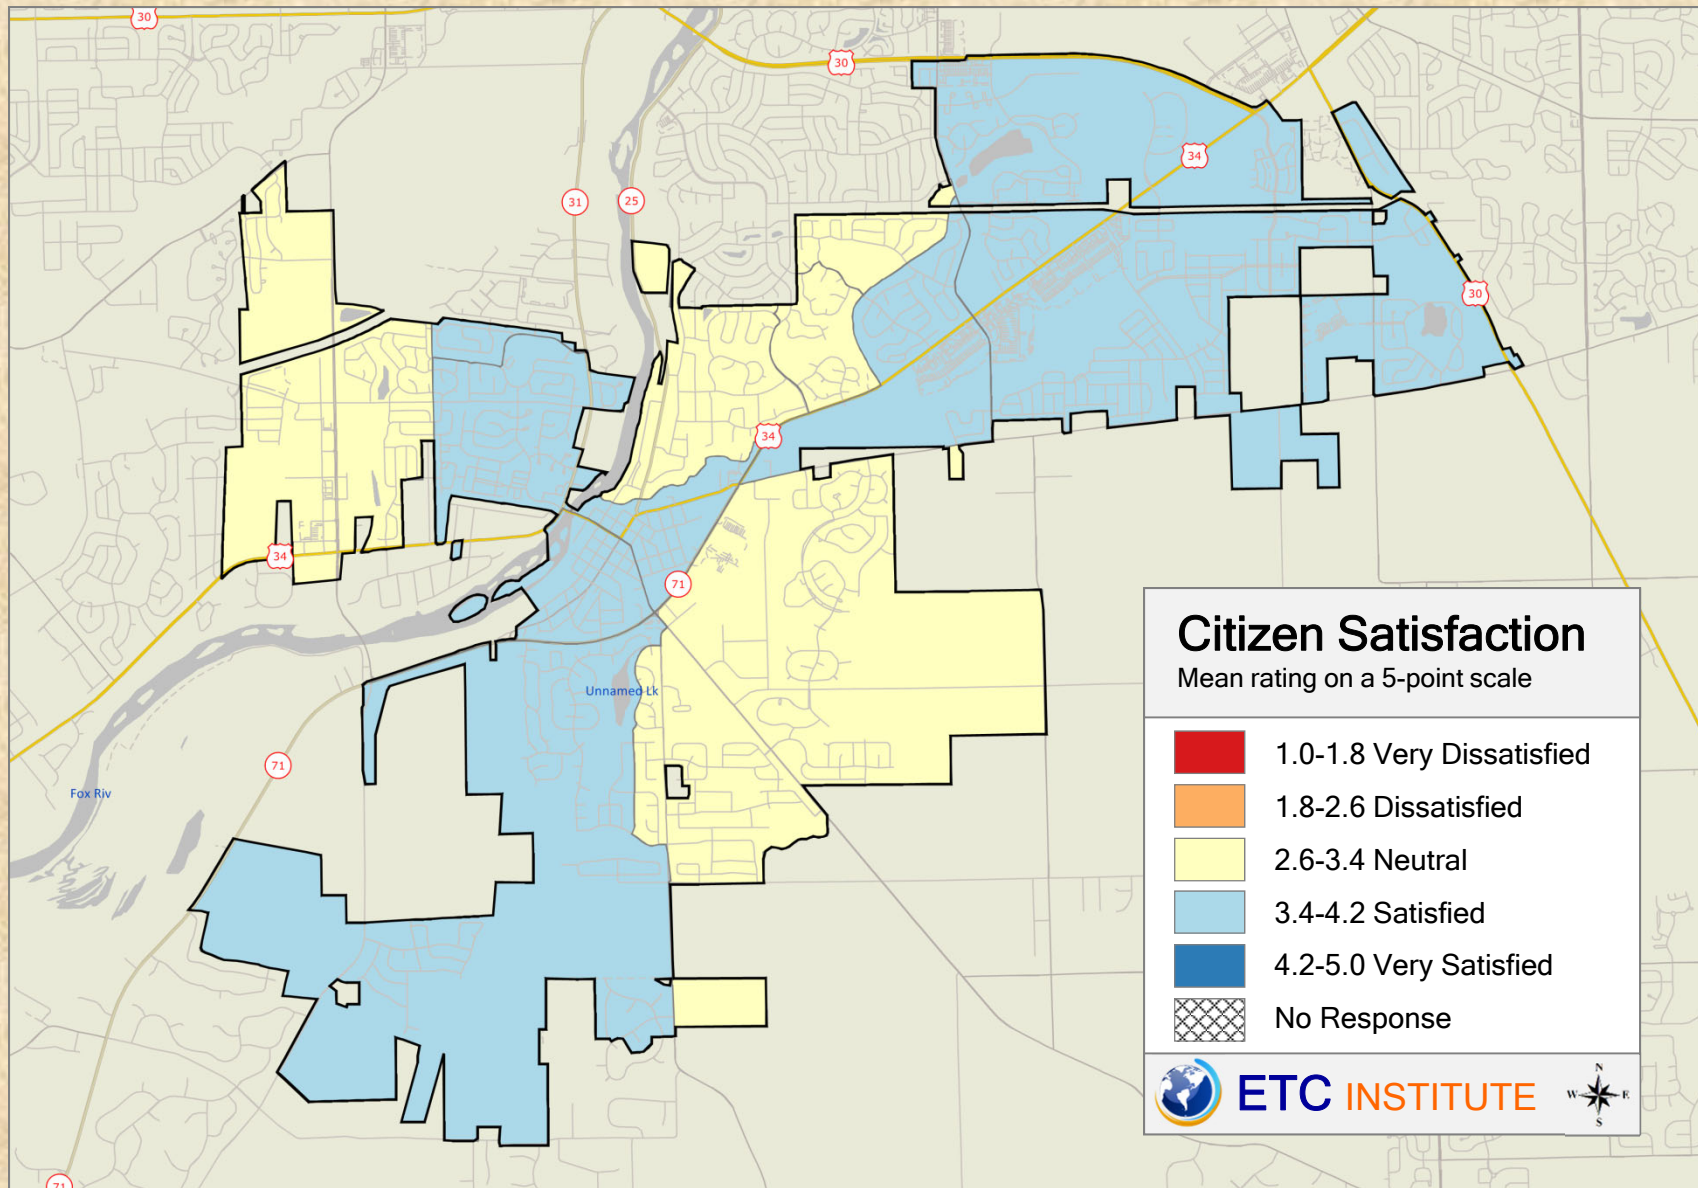 30
30
34
31
25
30
34
34
71
Unnamed Lk
71
Fox Riv
71
Citizen Satisfaction
Mean rating on a 5-point scale
1.0-1.8 Very Dissatisfied
1.8-2.6 Dissatisfied
2.6-3.4 Neutral
3.4-4.2 Satisfied
4.2-5.0 Very Satisfied
No Response
ETC INSTITUTE
N
W E
S